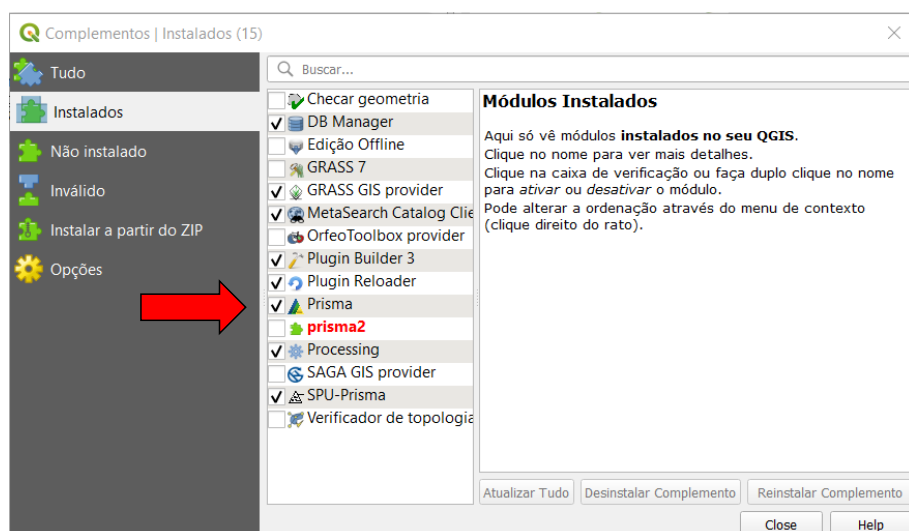 Complementos | Instalados (15)
Tudo
Instalados
Não instalado
Inválido
Instalar a partir do ZIP
Opções
Buscar...
Checar geometria
DB Manager
Edição Offline
GRASS 7
GRASS GIS provider
MetaSearch Catalog Clie
OrfeoToolbox provider
Plugin Builder 3
Plugin Reloader
Prisma
prisma2
Processing
SAGA GIS provider
SPU-Prisma
Verificador de topologia
Módulos Instalados
Aqui só vê módulos instalados no seu QGIS.
Clique no nome para ver mais detalhes.
Clique na caixa de verificação ou faça duplo clique no nome
para ativar ou desativar o módulo.
Pode alterar a ordenação através do menu de contexto
(clique direito do rato).
Atualizar Tudo
Desinstalar Complemento
Reinstalar Complemento
Close
Help